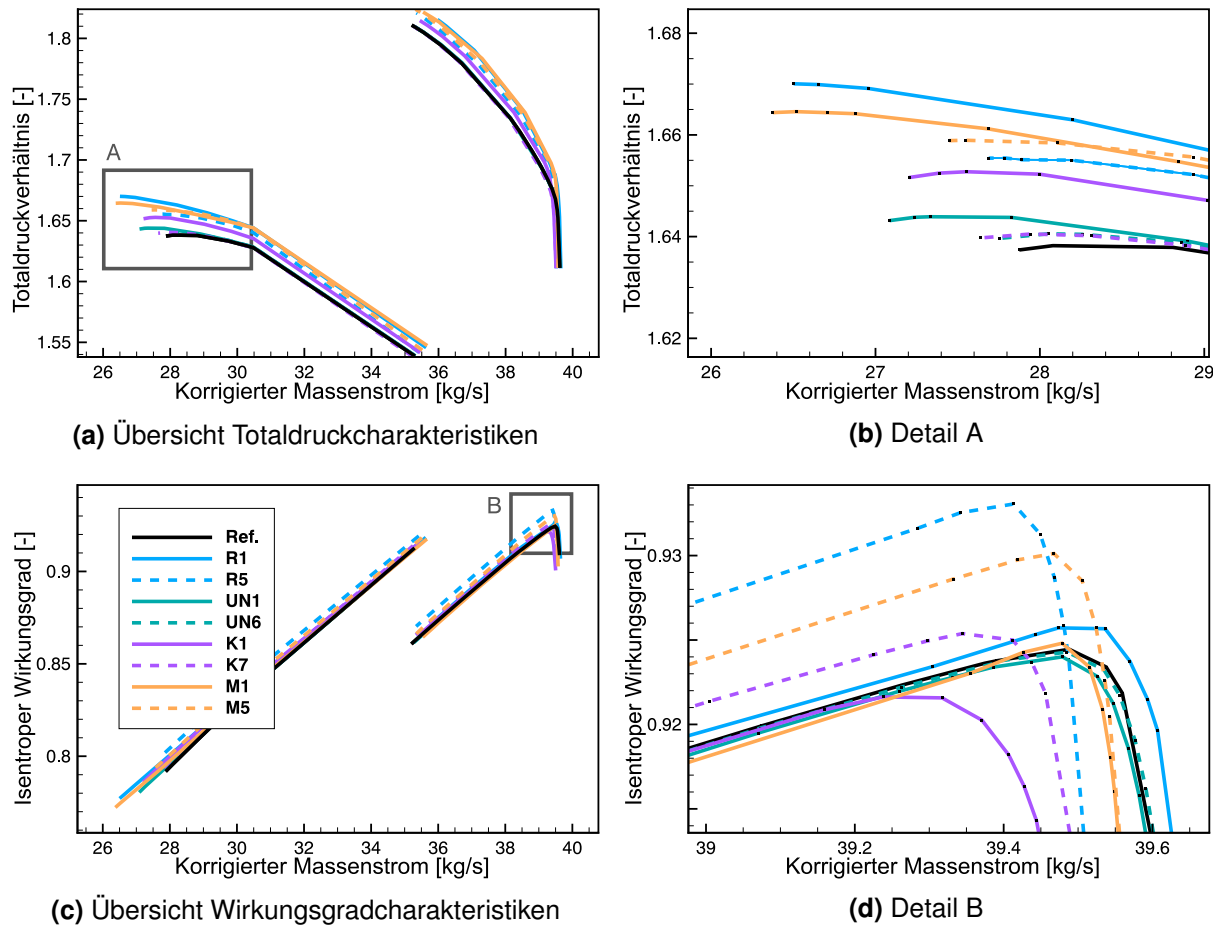 Totaldruckverhältnis [-]
1.8
1.75
1.7
1.65
1.6
1.55
A
26 28 30 32 34 36 38 40
Korrigierter Massenstrom [kg/s]
(a) Übersicht Totaldruckcharakteristiken
Totaldruckverhältnis [-]
1.68
1.66
1.64
1.62
26 27 28 29
Korrigierter Massenstrom [kg/s]
(b) Detail A
Isentroper Wirkungsgrad [-]
0.9
0.85
0.8
B
Ref.
R1
R5
UN1
UN6
K1
K7
M1
M5
26 28 30 32 34 36 38 40
Korrigierter Massenstrom [kg/s]
(c) Übersicht Wirkungsgradcharakteristiken
Isentroper Wirkungsgrad [-]
0.93
0.92
39 39.2 39.4 39.6
Korrigierter Massenstrom [kg/s]
(d) Detail B